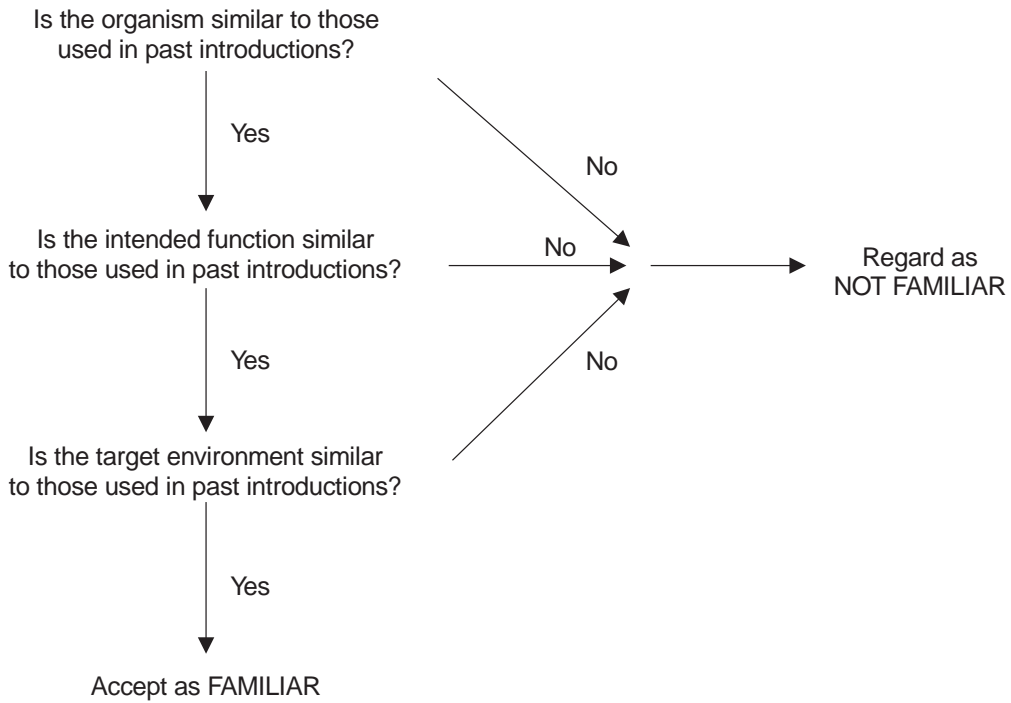 Is the organism similar to those
used in past introductions?
Yes
No
Is the intended function similar
to those used in past introductions?
No
Regard as
NOT FAMILIAR
Yes
No
Is the target environment similar
to those used in past introductions?
Yes
Accept as FAMILIAR